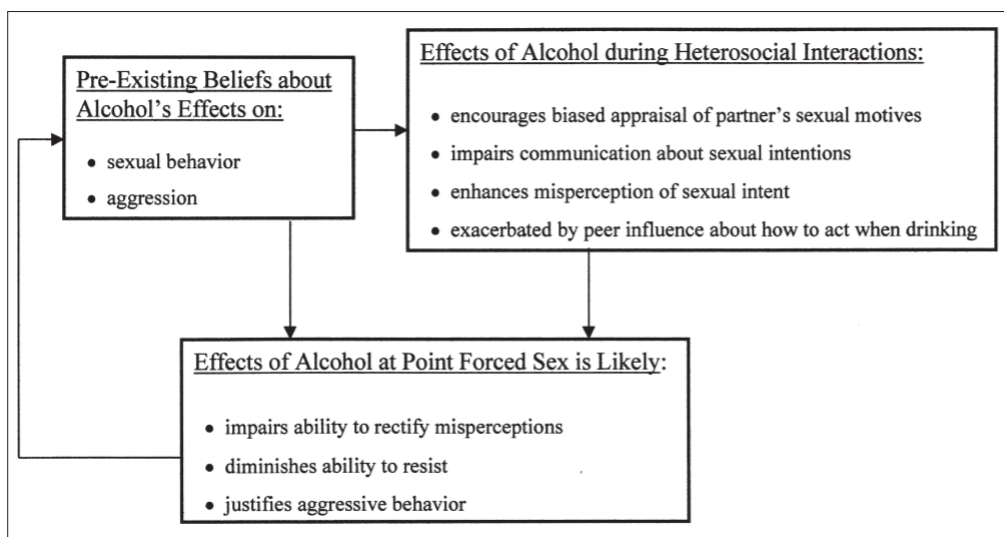 Pre-Existing Beliefs about
Alcohol's Effects on:
• sexual behavior
• aggression
Effects of Alcohol during Heterosocial Interactions:
• encourages biased appraisal of partner's sexual motives
• impairs communication about sexual intentions
• enhances misperception of sexual intent
• exacerbated by peer influence about how to act when drinking
Effects of Alcohol at Point Forced Sex is Likely:
• impairs ability to rectify misperceptions
• diminishes ability to resist
• justifies aggressive behavior